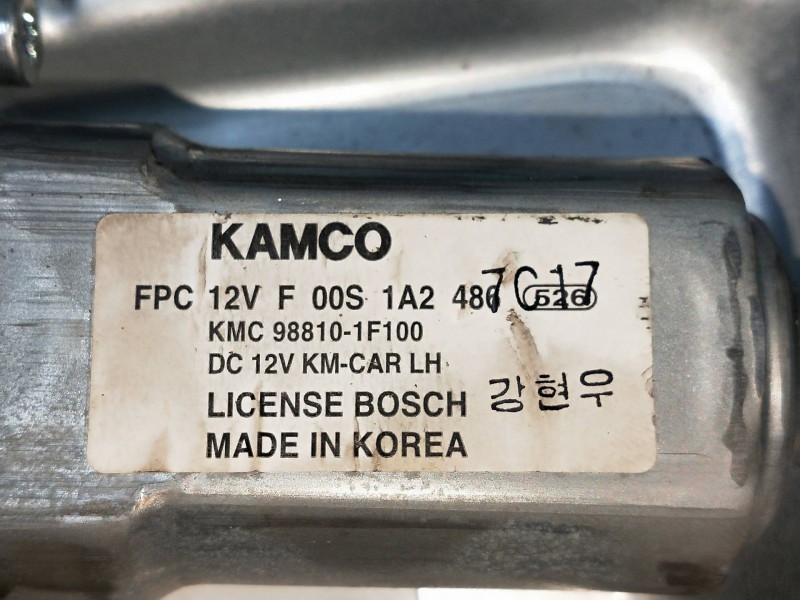 KAMCO
FPC 12V F 00S 1A2 486 7C17 526
KMC 98810-1F100
DC 12V KM-CAR LH
LICENSE BOSCH 강현우
MADE IN KOREA